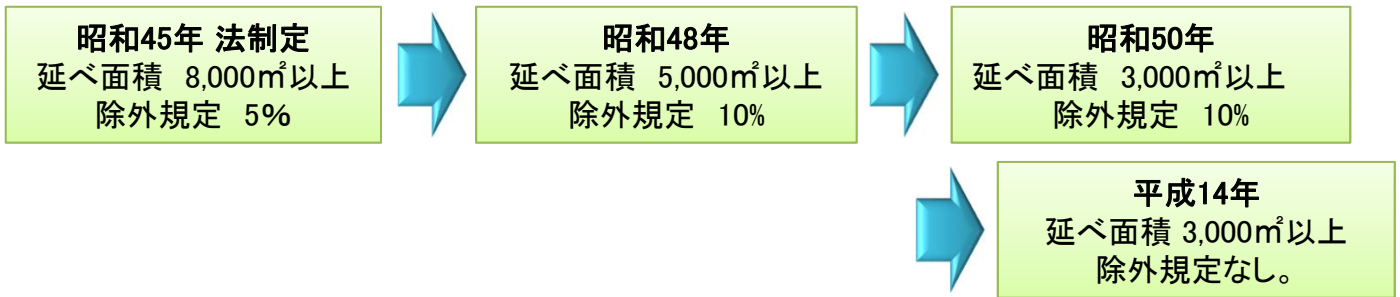 昭和45年 法制定
延べ面積 8,000㎡以上
除外規定 5%
昭和48年
延べ面積 5,000㎡以上
除外規定 10%
昭和50年
延べ面積 3,000㎡以上
除外規定 10%
平成14年
延べ面積 3,000㎡以上
除外規定なし。